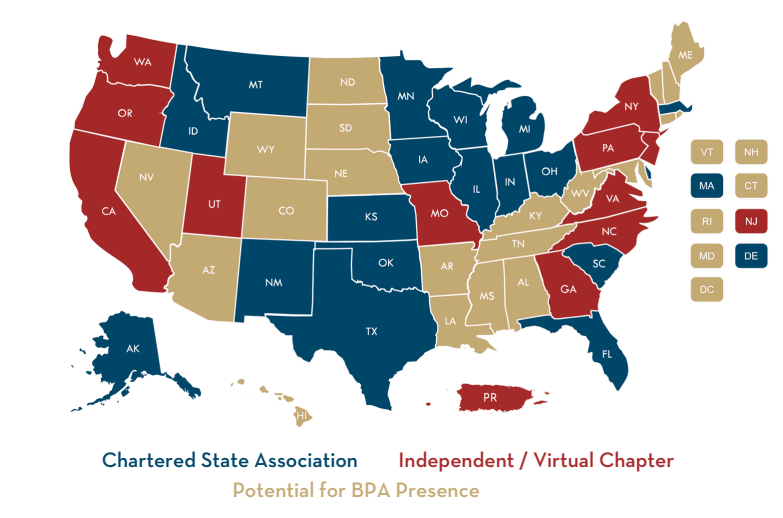 ME
WA
MT
ND
MN
OR
NY
WI
MI
SD
ID
PA
WY
IA
VT
NH
NE
NV
OH
IL
IN
MA
CT
WV
VA
UT
CO
CA
MO
KS
KY
RI
NJ
NC
TN
MD
DE
OK
SC
AR
AZ
NM
AL
GA
DC
MS
LA
TX
AK
FL
PR
HI
Chartered State Association
Independent / Virtual Chapter
Potential for BPA Presence